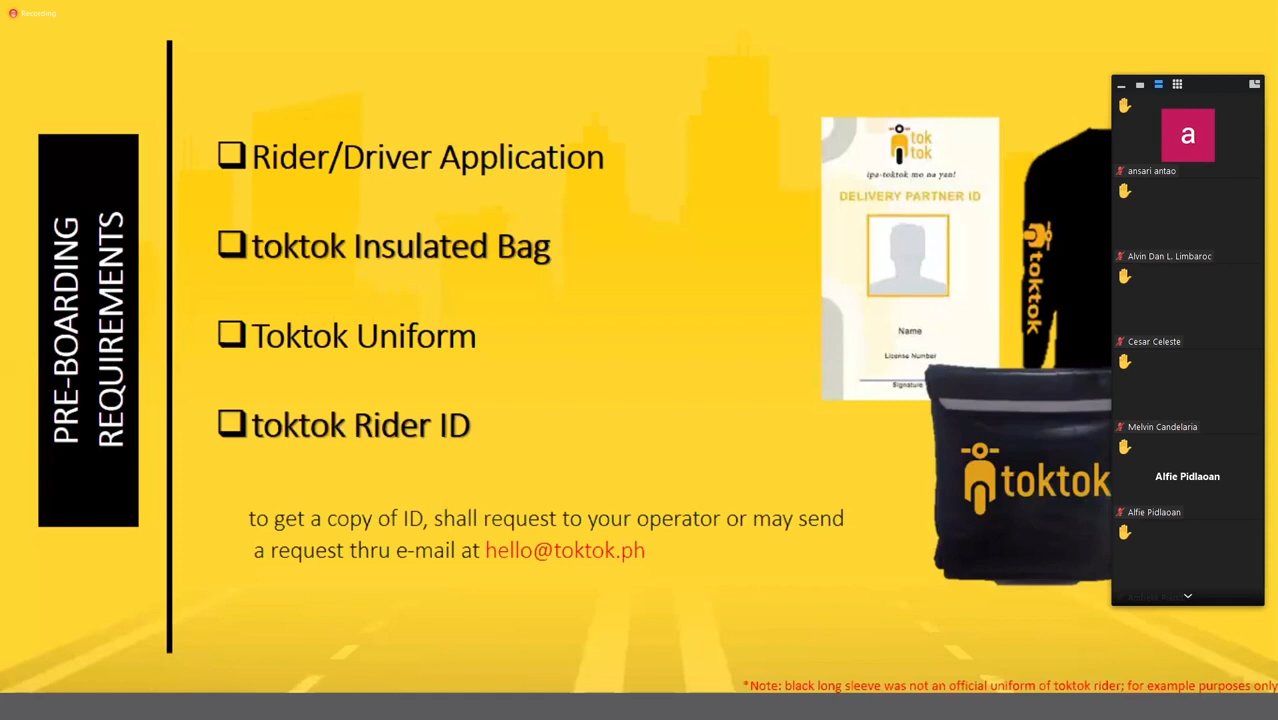 Recording
PRE-BOARDING
REQUIREMENTS
Rider/Driver Application
toktok Insulated Bag
Toktok Uniform
toktok Rider ID
to get a copy of ID, shall request to your operator or may send
a request thru e-mail at hello@toktok.ph
tok
tok
ipa-toktok mo na yan!
DELIVERY PARTNER ID
Name
License Number
Signature
toktok
toktok
a
ansari antao
Alvin Dan L. Limbaroc
Cesar Celeste
Melvin Candelaria
Alfie Pidlaoan
Alfie Pidlaoan
*Note: black long sleeve was not an official uniform of toktok rider; for example purposes only